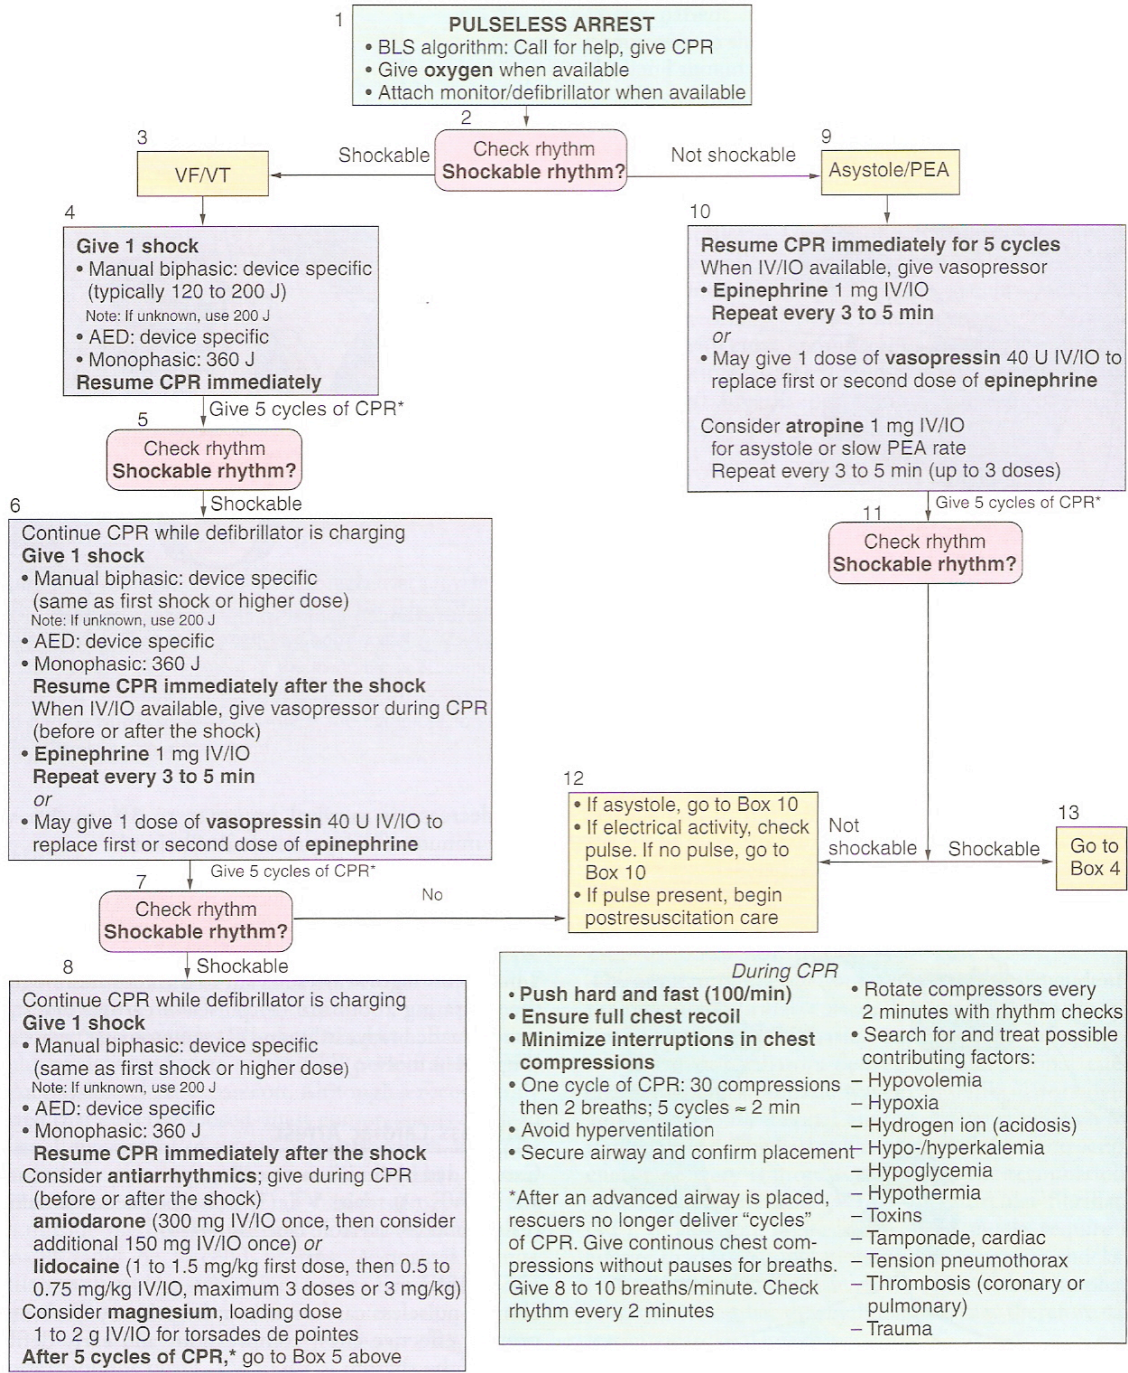 1
PULSELESS ARREST
• BLS algorithm: Call for help, give CPR
• Give oxygen when available
• Attach monitor/defibrillator when available
2
Check rhythm
Shockable rhythm?
Shockable
Not shockable
3
VF/VT
4
Give 1 shock
• Manual biphasic: device specific
(typically 120 to 200 J)
Note: If unknown, use 200 J
• AED: device specific
• Monophasic: 360 J
Resume CPR immediately
Give 5 cycles of CPR*
5
Check rhythm
Shockable rhythm?
Shockable
6
Continue CPR while defibrillator is charging
Give 1 shock
• Manual biphasic: device specific
(same as first shock or higher dose)
Note: If unknown, use 200 J
• AED: device specific
• Monophasic: 360 J
Resume CPR immediately after the shock
When IV/IO available, give vasopressor during CPR
(before or after the shock)
• Epinephrine 1 mg IV/IO
Repeat every 3 to 5 min
or
• May give 1 dose of vasopressin 40 U IV/IO to
replace first or second dose of epinephrine
Give 5 cycles of CPR*
7
Check rhythm
Shockable rhythm?
No
Shockable
8
Continue CPR while defibrillator is charging
Give 1 shock
• Manual biphasic: device specific
(same as first shock or higher dose)
Note: If unknown, use 200 J
• AED: device specific
• Monophasic: 360 J
Resume CPR immediately after the shock
Consider antiarrhythmics; give during CPR
(before or after the shock)
amiodarone (300 mg IV/IO once, then consider
additional 150 mg IV/IO once) or
lidocaine (1 to 1.5 mg/kg first dose, then 0.5 to
0.75 mg/kg IV/IO, maximum 3 doses or 3 mg/kg)
Consider magnesium, loading dose
1 to 2 g IV/IO for torsades de pointes
After 5 cycles of CPR,* go to Box 5 above
9
Asystole/PEA
10
Resume CPR immediately for 5 cycles
When IV/IO available, give vasopressor
• Epinephrine 1 mg IV/IO
Repeat every 3 to 5 min
or
• May give 1 dose of vasopressin 40 U IV/IO to
replace first or second dose of epinephrine
Consider atropine 1 mg IV/IO
for asystole or slow PEA rate
Repeat every 3 to 5 min (up to 3 doses)
Give 5 cycles of CPR*
11
Check rhythm
Shockable rhythm?
Not
shockable
Shockable
12
• If asystole, go to Box 10
• If electrical activity, check
pulse. If no pulse, go to
Box 10
• If pulse present, begin
postresuscitation care
13
Go to
Box 4
During CPR
• Push hard and fast (100/min)
• Ensure full chest recoil
• Minimize interruptions in chest
compressions
• One cycle of CPR: 30 compressions
then 2 breaths; 5 cycles ≈ 2 min
• Avoid hyperventilation
• Secure airway and confirm placement
*After an advanced airway is placed,
rescuers no longer deliver “cycles”
of CPR. Give continous chest com-
pressions without pauses for breaths.
Give 8 to 10 breaths/minute. Check
rhythm every 2 minutes
• Rotate compressors every
2 minutes with rhythm checks
• Search for and treat possible
contributing factors:
– Hypovolemia
– Hypoxia
– Hydrogen ion (acidosis)
– Hypo-/hyperkalemia
– Hypoglycemia
– Hypothermia
– Toxins
– Tamponade, cardiac
– Tension pneumothorax
– Thrombosis (coronary or
pulmonary)
– Trauma